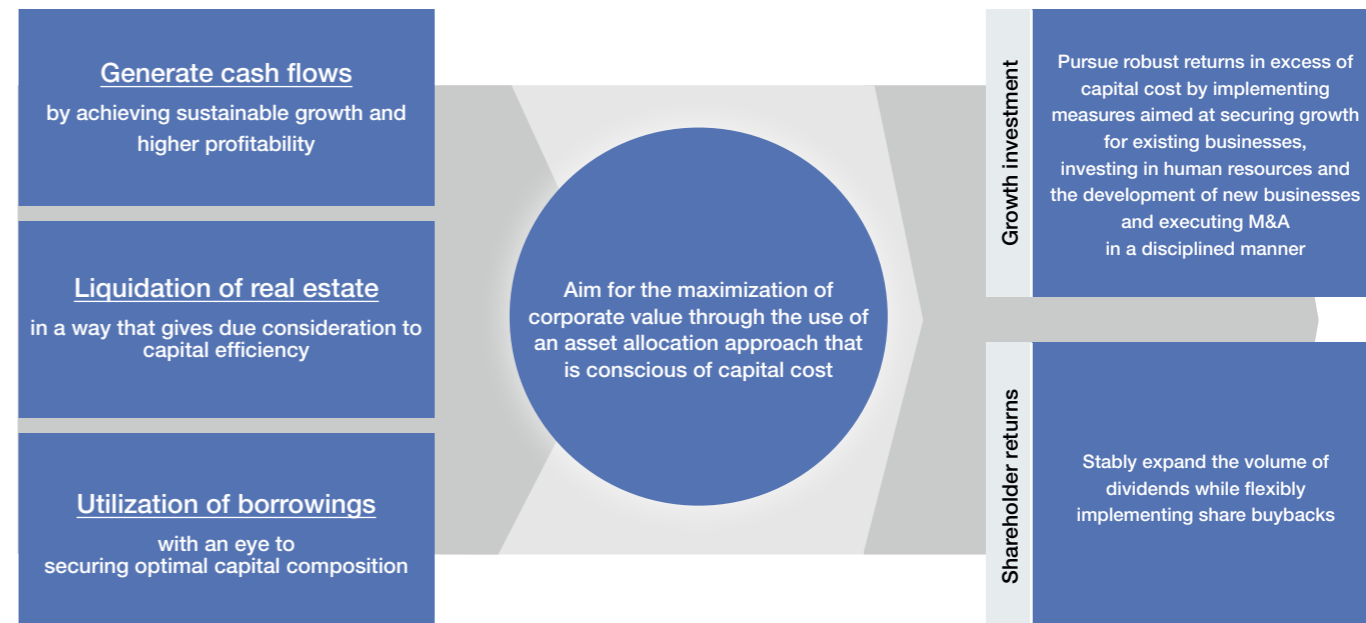 Generate cash flows
by achieving sustainable growth and
higher profitability
Liquidation of real estate
in a way that gives due consideration to
capital efficiency
Utilization of borrowings
with an eye to
securing optimal capital composition
Aim for the maximization of
corporate value through the use of
an asset allocation approach that
is conscious of capital cost
Growth investment
Pursue robust returns in excess of
capital cost by implementing
measures aimed at securing growth
for existing businesses,
investing in human resources and
the development of new businesses
and executing M&A
in a disciplined manner
Shareholder returns
Stably expand the volume of
dividends while flexibly
implementing share buybacks